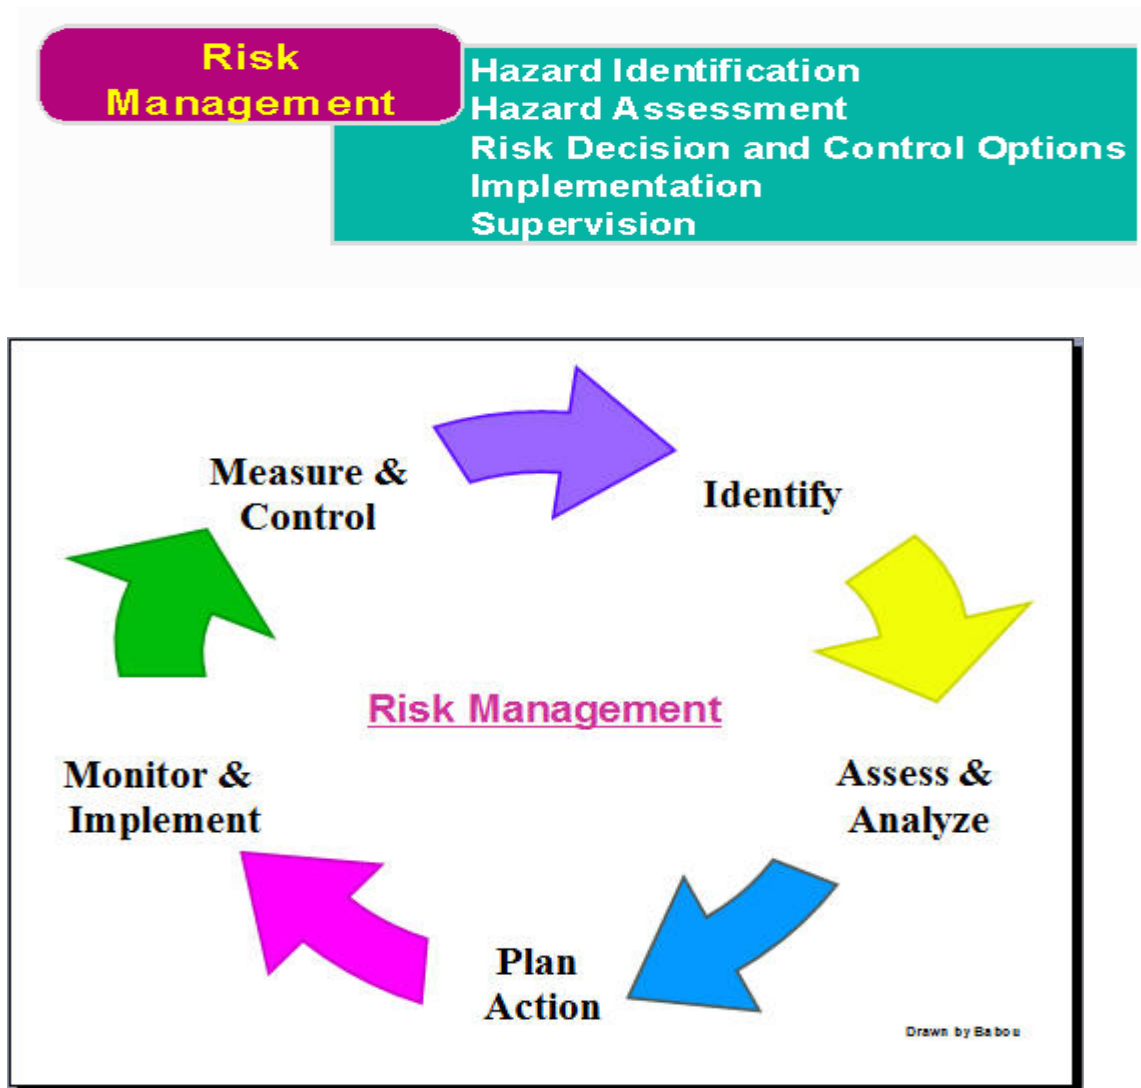 Risk
Management
Hazard Identification
Hazard Assessment
Risk Decision and Control Options
Implementation
Supervision
Measure &
Control
Identify
Risk Management
Monitor &
Implement
Assess &
Analyze
Plan
Action
Drawn by Babou